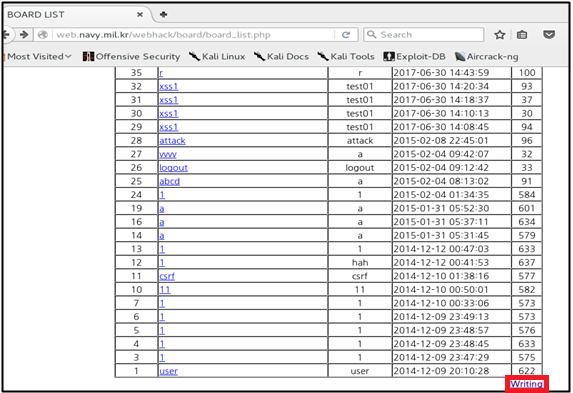 BOARD LIST
web.navy.mil.kr/webhack/board/board_list.php
Search
Most Visited Offensive Security Kali Linux Kali Docs Kali Tools Exploit-DB Aircrack-ng
35 r r 2017-06-30 14:43:59 100
32 xss1 test01 2017-06-30 14:20:34 93
31 xss1 test01 2017-06-30 14:18:37 37
30 xss1 test01 2017-06-30 14:10:13 30
29 xss1 test01 2017-06-30 14:08:45 94
28 attack attack 2015-02-08 22:45:01 96
27 vvvv a 2015-02-04 09:42:07 32
26 logout logout 2015-02-04 09:12:42 33
25 abcd a 2015-02-04 08:13:02 91
24 1 1 2015-02-04 01:34:35 584
19 a a 2015-01-31 05:52:30 601
16 a a 2015-01-31 05:37:11 634
14 a a 2015-01-31 05:31:45 579
13 1 1 2014-12-12 00:47:03 633
12 1 hah 2014-12-12 00:41:53 637
11 csrf csrf 2014-12-10 01:38:16 577
10 11 11 2014-12-10 00:50:01 582
7 1 1 2014-12-10 00:33:06 573
6 1 1 2014-12-09 23:49:13 573
5 1 1 2014-12-09 23:48:57 576
4 1 1 2014-12-09 23:48:45 633
3 1 1 2014-12-09 23:47:29 575
1 user user 2014-12-09 20:10:28 622
Writing